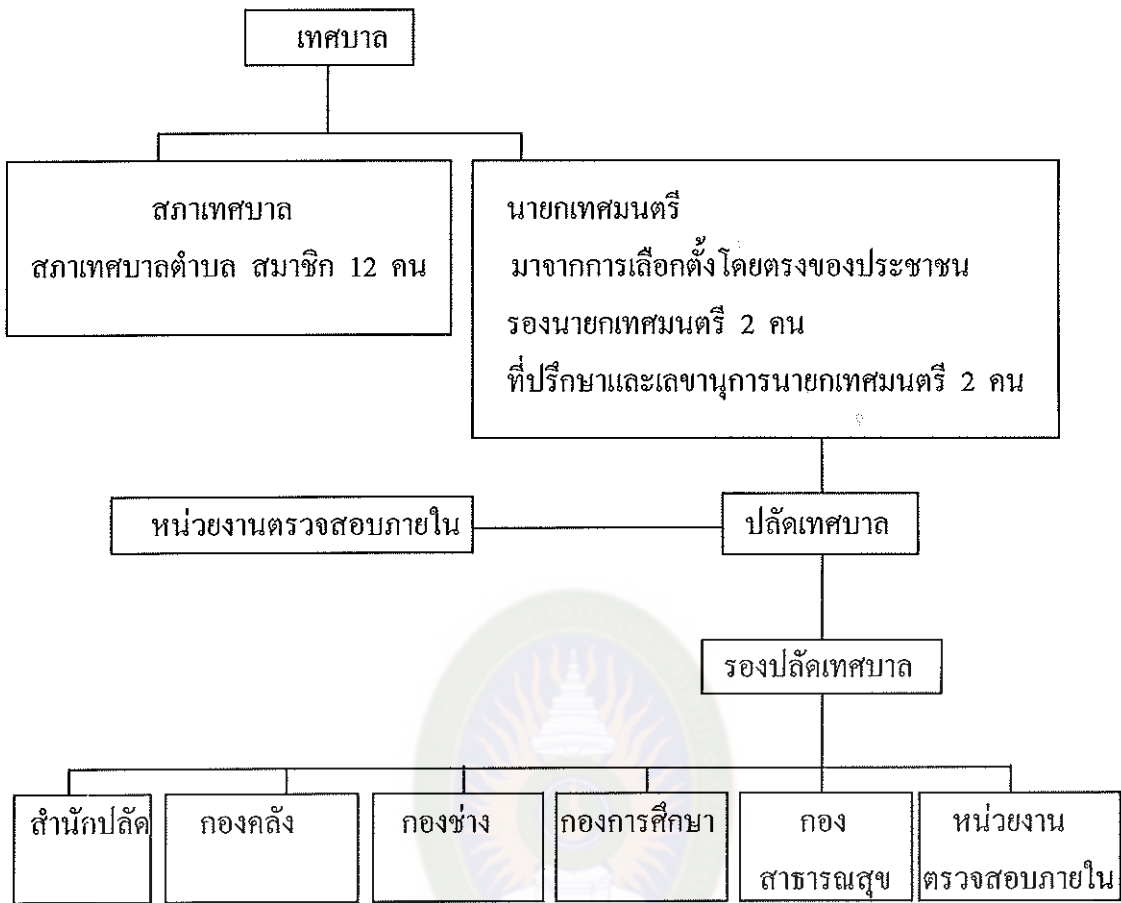 เทศบาล
สภาเทศบาล
สภาเทศบาลตำบล สมาชิก 12 คน
นายกเทศมนตรี
มาจากการเลือกตั้งโดยตรงของประชาชน
รองนายกเทศมนตรี 2 คน
ที่ปรึกษาและเลขานุการนายกเทศมนตรี 2 คน
หน่วยงานตรวจสอบภายใน
ปลัดเทศบาล
รองปลัดเทศบาล
สำนักปลัด
กองคลัง
กองช่าง
กองการศึกษา
กอง
สาธารณสุข
หน่วยงาน
ตรวจสอบภายใน